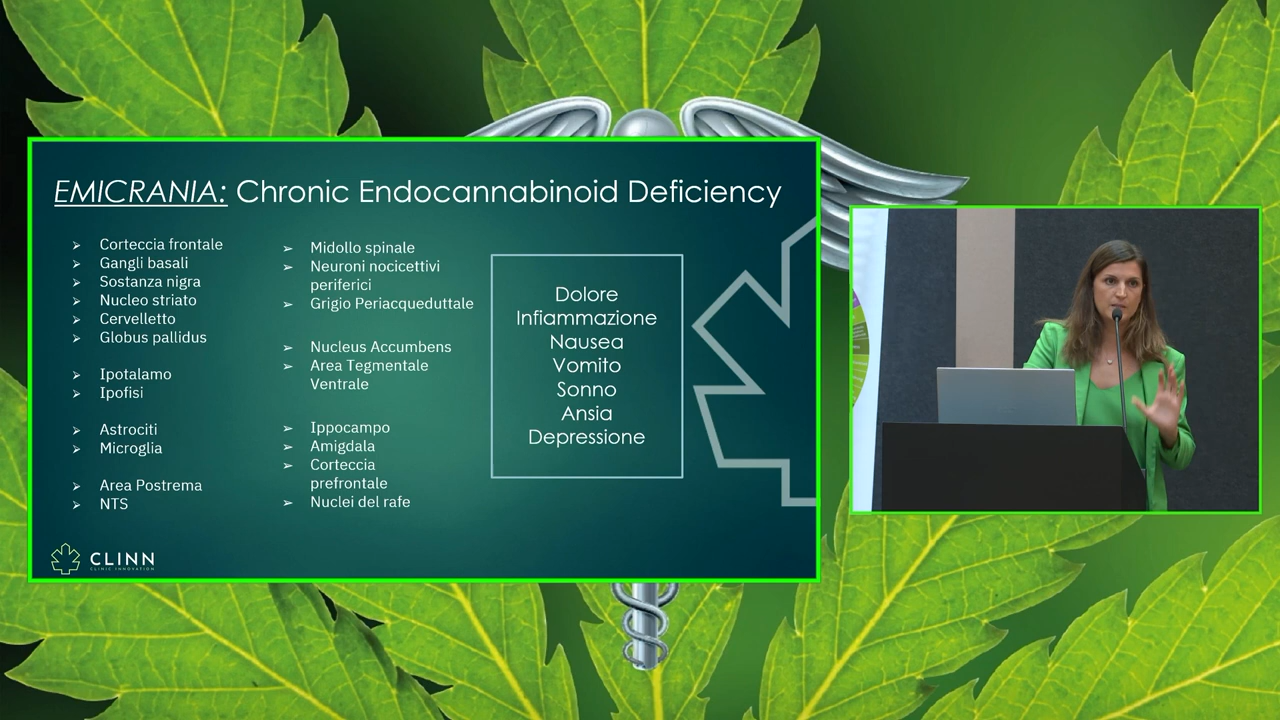 EMICRANIA: Chronic Endocannabinoid Deficiency
Corteccia frontale
Gangli basali
Sostanza nigra
Nucleo striato
Cervelletto
Globus pallidus
Ipotalamo
Ipofisi
Astrociti
Microglia
Area Postrema
NTS
Midollo spinale
Neuroni nocicettivi
periferici
Grigio Periacqueduttale
Nucleus Accumbens
Area Tegmentale
Ventrale
Ippocampo
Amigdala
Corteccia
prefrontale
Nuclei del rafe
Dolore
Infiammazione
Nausea
Vomito
Sonno
Ansia
Depressione
CLINN
CLINIC INNOVATION